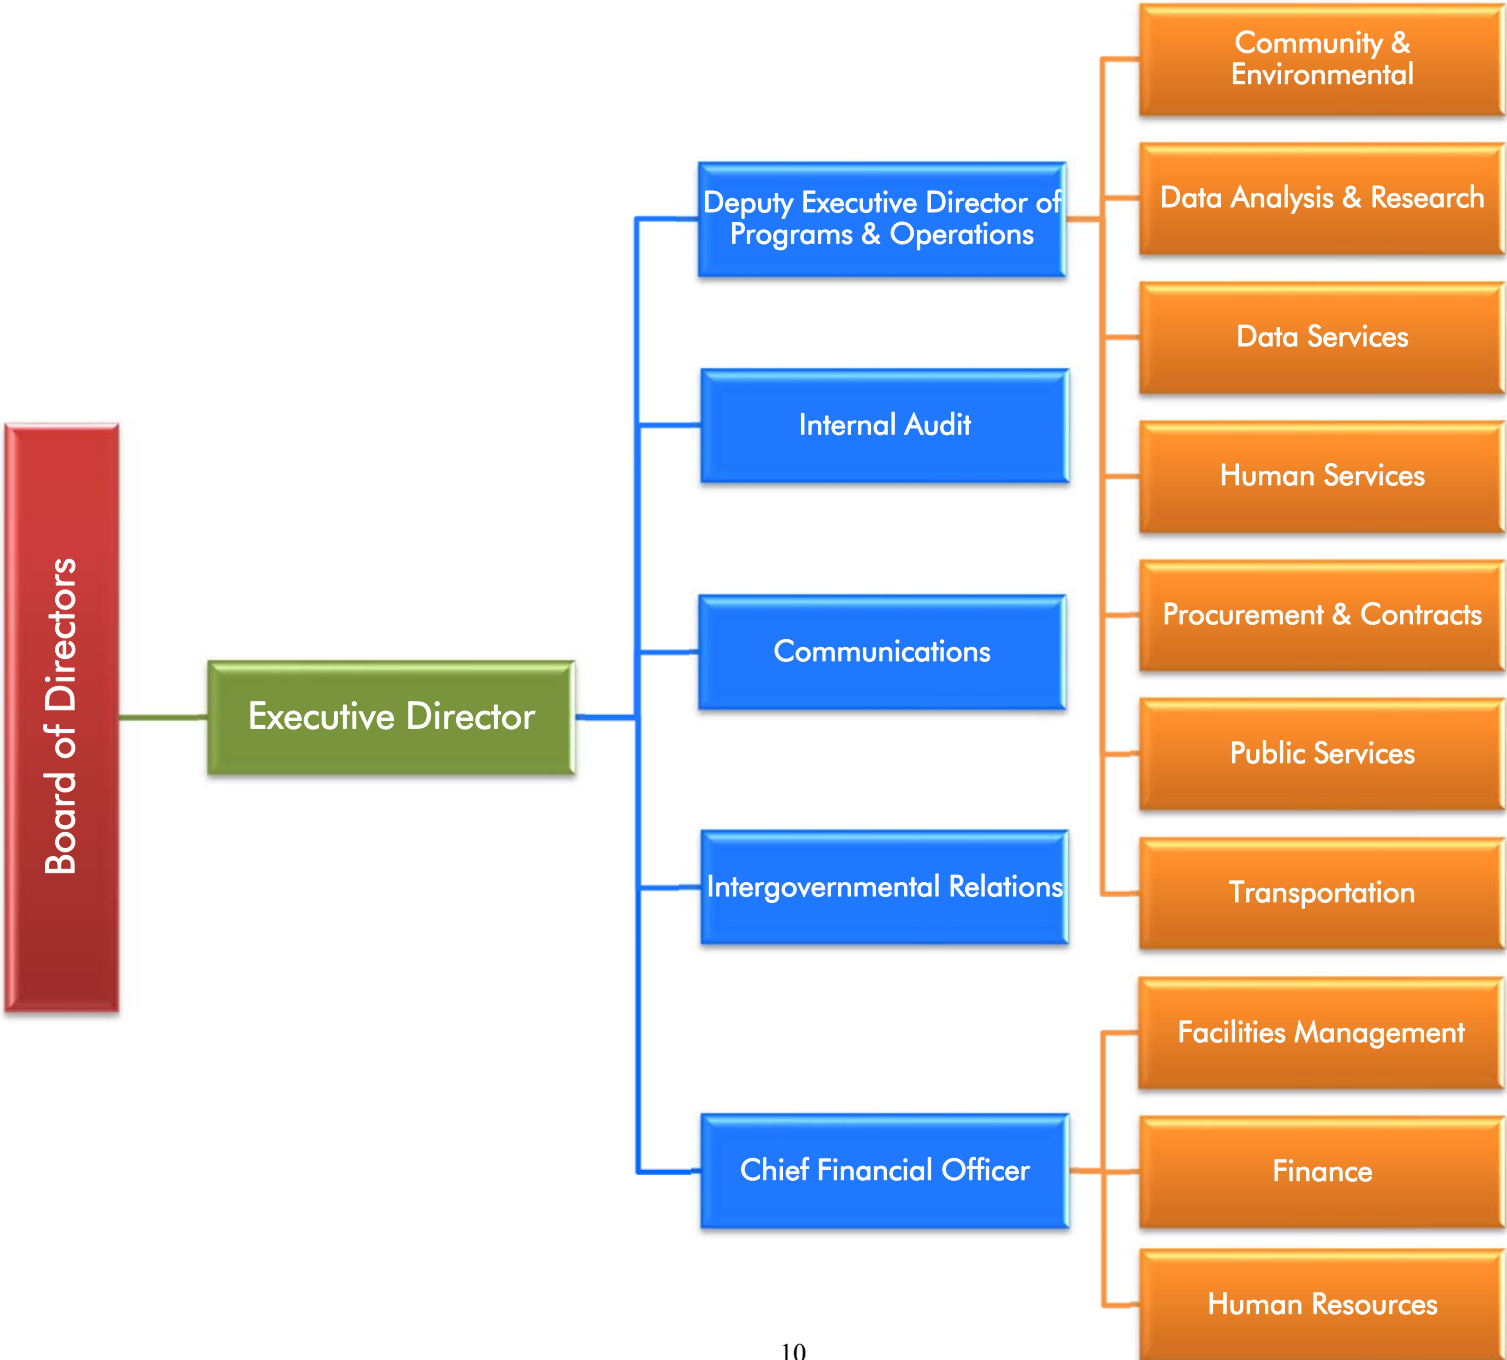 Board of Directors
Executive Director
Deputy Executive Director of
Programs & Operations
Internal Audit
Communications
Intergovernmental Relations
Chief Financial Officer
Community &
Environmental
Data Analysis & Research
Data Services
Human Services
Procurement & Contracts
Public Services
Transportation
Facilities Management
Finance
Human Resources
10